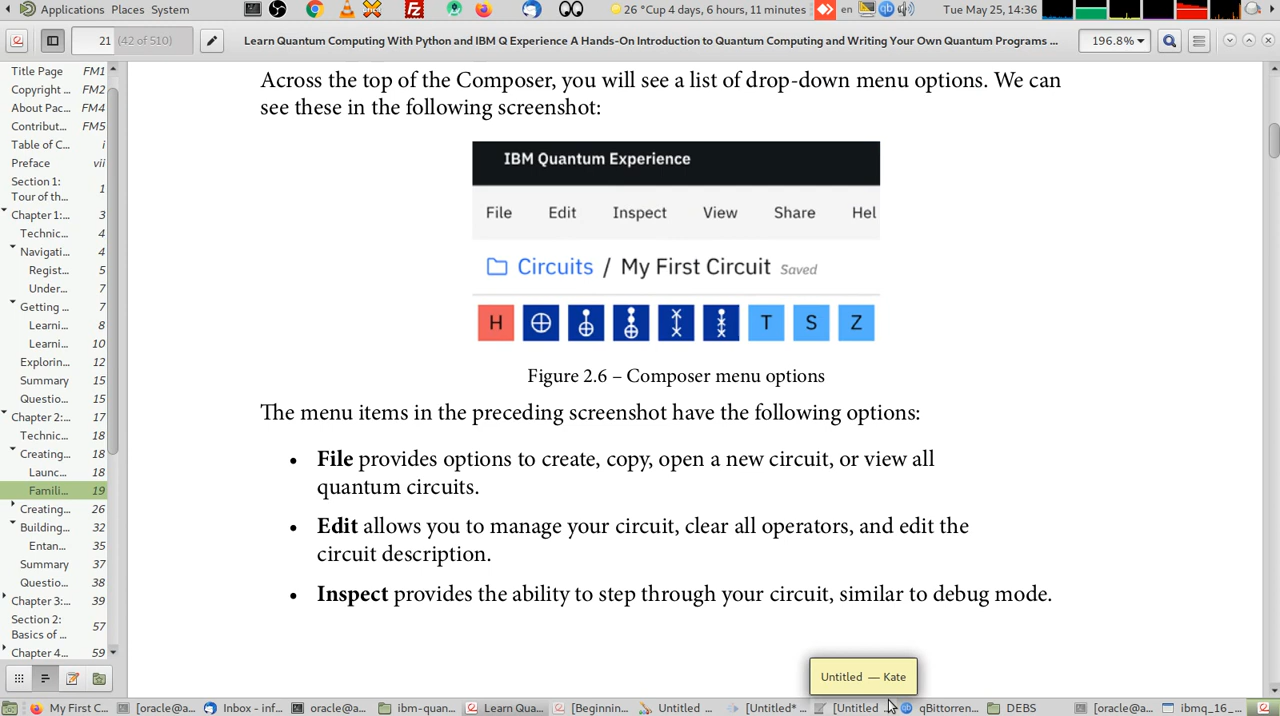 Applications Places System
26 °C
up 4 days, 6 hours, 11 minutes
en
Tue May 25, 14:36
21 (42 of 510)
Learn Quantum Computing With Python and IBM Q Experience A Hands-On Introduction to Quantum Computing and Writing Your Own Quantum Programs ...
196.8%
Title Page FM1
Copyright ... FM2
About Pac... FM4
Contribut... FM5
Table of C... i
Preface vii
Section 1: 
Tour of th... 1
Chapter 1:... 3
Technic... 4
Navigati... 4
Regist... 5
Under... 7
Getting ... 7
Learni... 8
Learni... 10
Explorin... 12
Summary 15
Questio... 15
Chapter 2:... 17
Technic... 18
Creating... 18
Launc... 18
Famili... 19
Creating... 26
Building... 32
Entan... 35
Summary 37
Questio... 38
Chapter 3:... 39
Section 2:
Basics of ... 57
Chapter 4... 59
Across the top of the Composer, you will see a list of drop-down menu options. We can
see these in the following screenshot:
IBM Quantum Experience
File Edit Inspect View Share Hel
Circuits / My First Circuit Saved
H T S Z
Figure 2.6 – Composer menu options
The menu items in the preceding screenshot have the following options:
• File provides options to create, copy, open a new circuit, or view all
quantum circuits.
• Edit allows you to manage your circuit, clear all operators, and edit the
circuit description.
• Inspect provides the ability to step through your circuit, similar to debug mode.
Untitled — Kate
My First C... [oracle@a... Inbox - inf... oracle@a... ibm-quan... Learn Qua... [Beginnin... Untitled ... [Untitled* ... [Untitled qBittorren... DEBS [oracle@a... ibmq_16_...